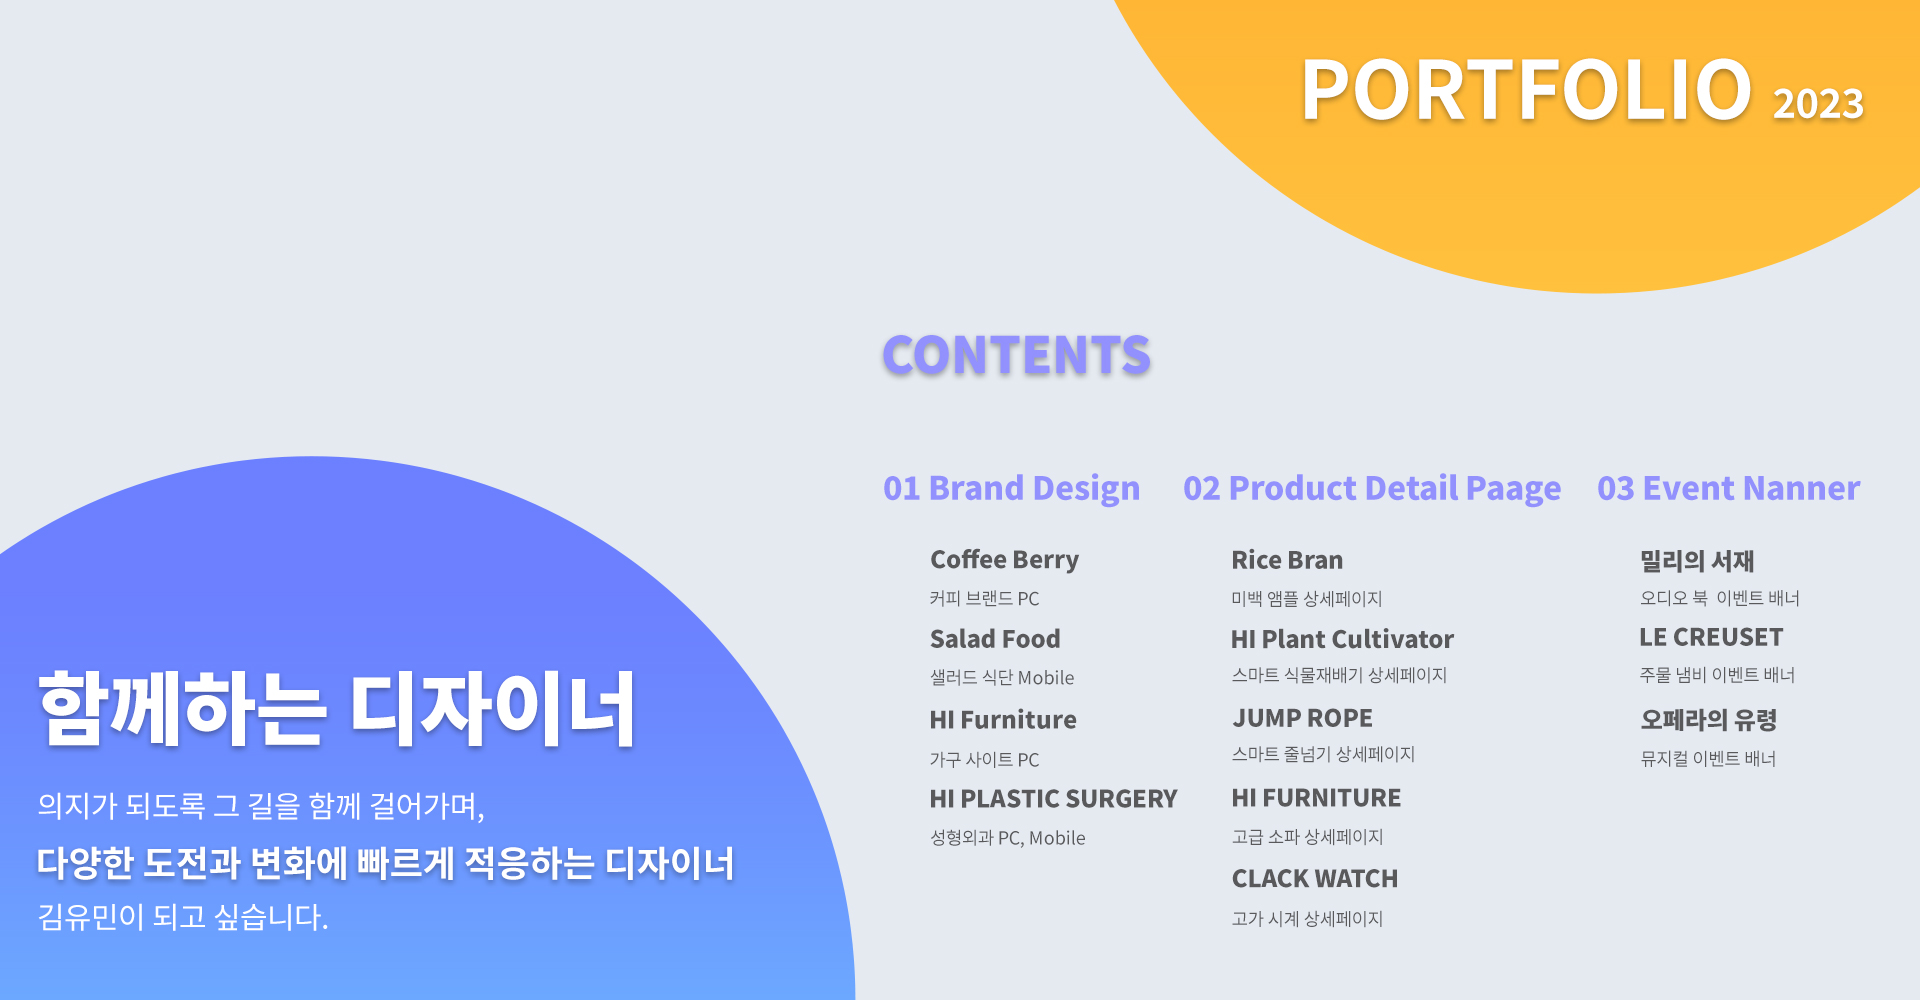 PORTFOLIO 2023
함께하는 디자이너
의지가 되도록 그 길을 함께 걸어가며,
다양한 도전과 변화에 빠르게 적응하는 디자이너
김유민이 되고 싶습니다.
CONTENTS
01 Brand Design
Coffee Berry
커피 브랜드 PC
Salad Food
샐러드 식단 Mobile
HI Furniture
가구 사이트 PC
HI PLASTIC SURGERY
성형외과 PC, Mobile
02 Product Detail Paage
Rice Bran
미백 앰플 상세페이지
HI Plant Cultivator
스마트 식물재배기 상세페이지
JUMP ROPE
스마트 줄넘기 상세페이지
HI FURNITURE
고급 소파 상세페이지
CLACK WATCH
고가 시계 상세페이지
03 Event Nanner
밀리의 서재
오디오 북 이벤트 배너
LE CREUSET
주물 냄비 이벤트 배너
오페라의 유령
뮤지컬 이벤트 배너